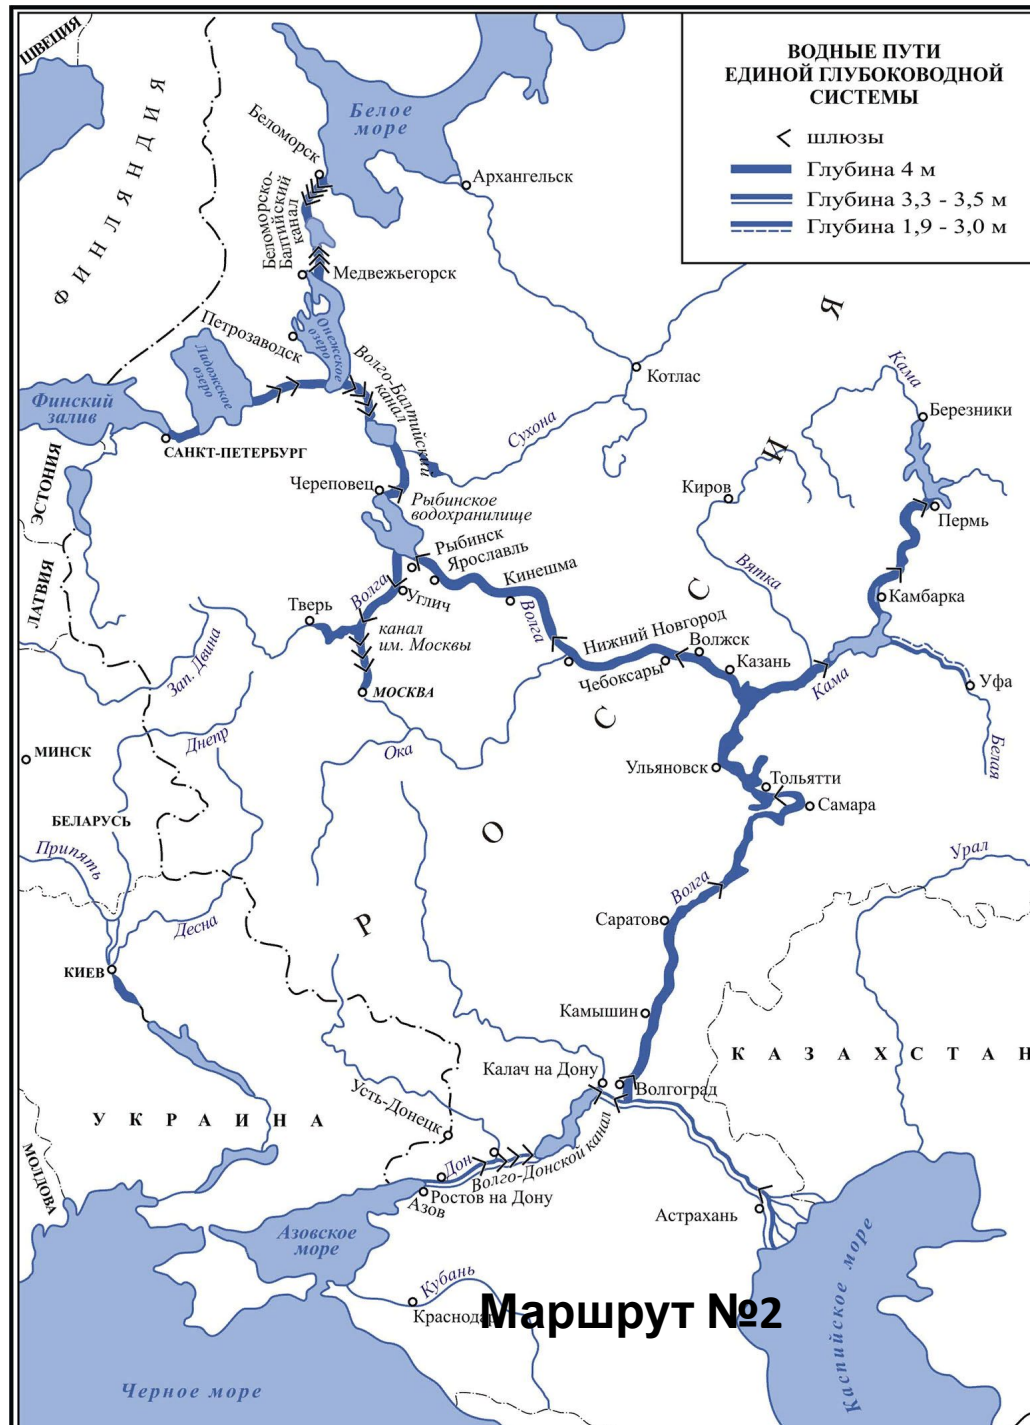 ШВЕЦИЯ
ФИНЛЯНДИЯ
Белое
море
ВОДНЫЕ ПУТИ
ЕДИНОЙ ГЛУБОКОВОДНОЙ
СИСТЕМЫ
шлюзы
Глубина 4 м
Глубина 3,3 - 3,5 м
Глубина 1,9 - 3,0 м
Беломорск
Архангельск
Беломорско-
Балтийский
канал
Медвежьегорск
Петрозаводск
Онежское
озеро
Ладожское
озеро
Волго-Балтийский
канал
Котлас
Кама
Березники
Финский
залив
САНКТ-ПЕТЕРБУРГ
Сухона
ЭСТОНИЯ
Череповец
Рыбинское
водохранилище
Киров
Пермь
ЛАТВИЯ
Рыбинск
Ярославль
Кинешма
Вятка
Камбарка
Тверь
Волга
Углич
Волга
канал
им. Москвы
Нижний Новгород
Волжск
Чебоксары
Казань
Кама
Уфа
Зап. Двина
МОСКВА
Днепр
Ока
Белая
МИНСК
Ульяновск
Тольятти
Самара
БЕЛАРУСЬ
Припять
Урал
Десна
Волга
Саратов
РОССИЯ
КИЕВ
Камышин
КАЗАХСТАН
Калач на Дону
Волгоград
Усть-Донецк
УКРАИНА
МОЛДОВА
Дон
Волго-Донской канал
Ростов на Дону
Азов
Астрахань
Азовское
море
Каспийское море
Кубань
Краснодар
Маршрут №2
Черное море